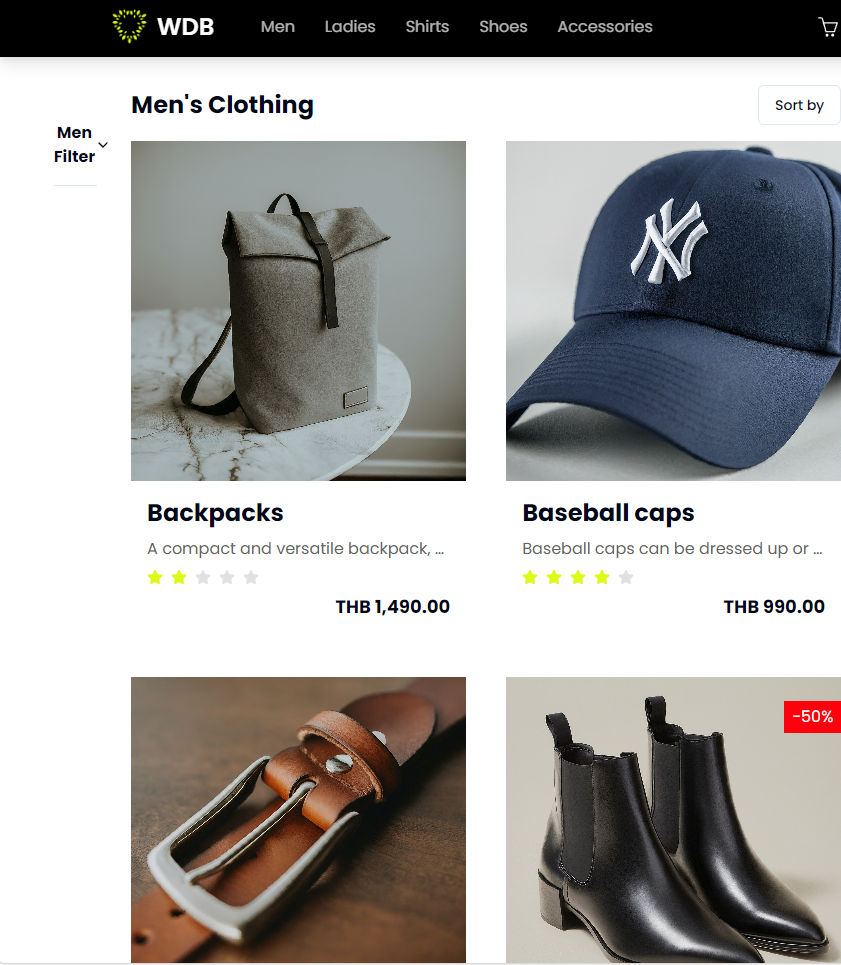 WDB Men Ladies Shirts Shoes Accessories
Men's Clothing
Sort by
Men
Filter
NY
Backpacks
A compact and versatile backpack, ...
THB 1,490.00
Baseball caps
Baseball caps can be dressed up or ...
THB 990.00
-50%